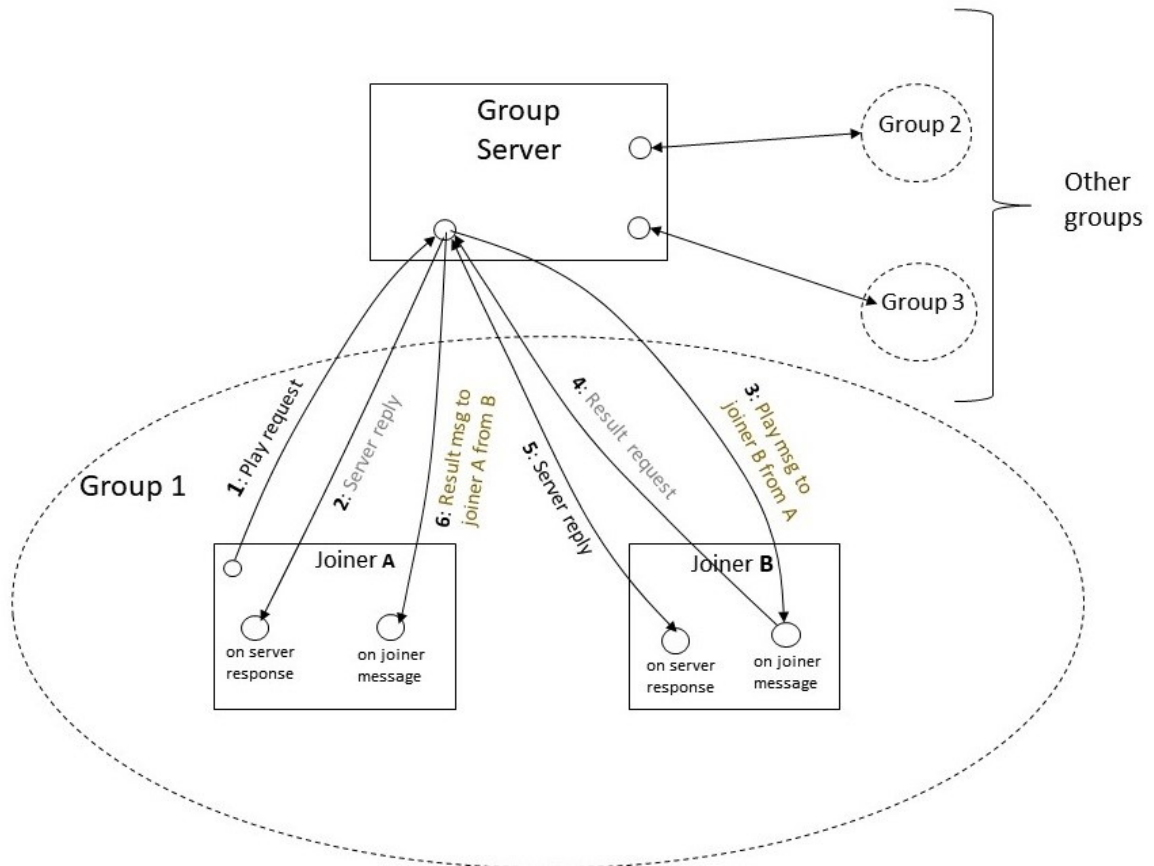 Group
Server
Group 2
Other
groups
Group 3
1: Play request
2: Server reply
6: Result msg to
joiner A from B
5: Server reply
4: Result request
3: Play msg to
joiner B from A
Group 1
Joiner A
on server
response
on joiner
message
Joiner B
on server
response
on joiner
message